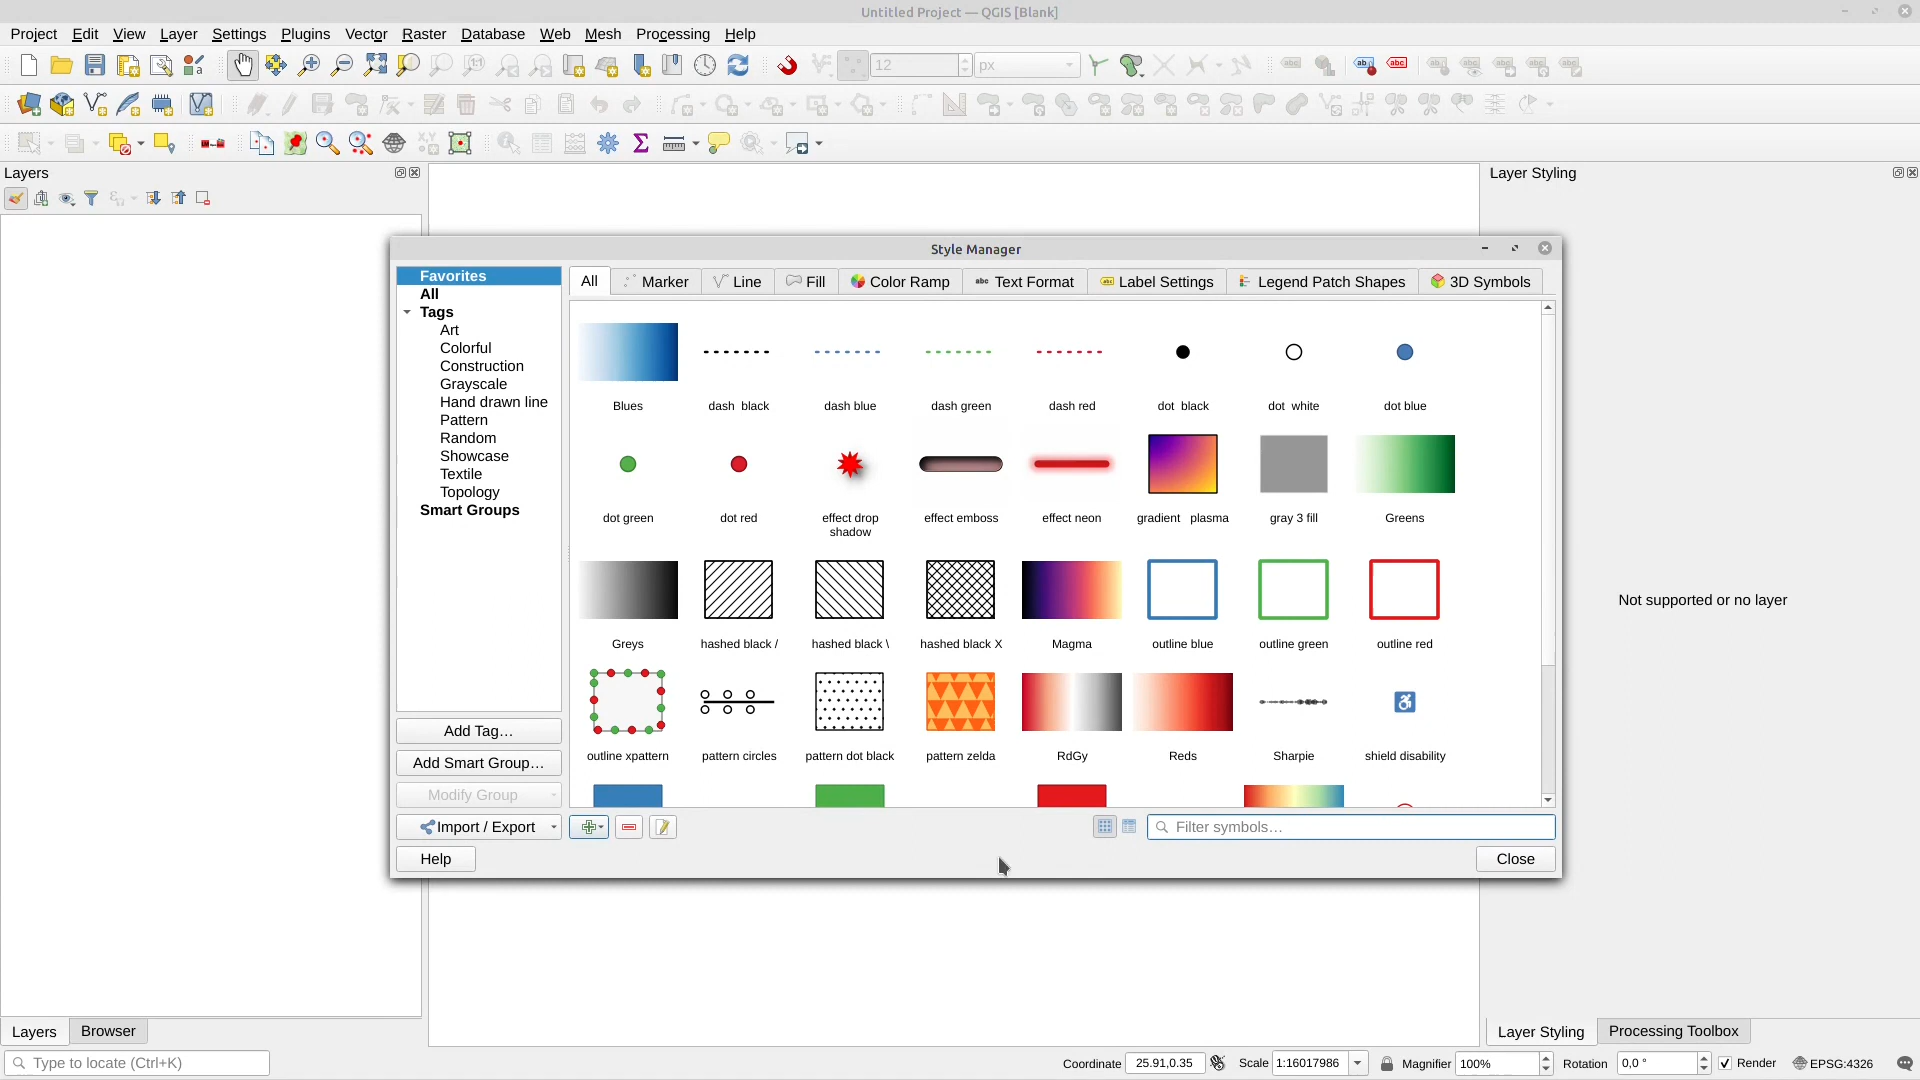 Untitled Project — QGIS [Blank]
Project Edit View Layer Settings Plugins Vector Raster Database Web Mesh Processing Help
12 px
Layers
Layer Styling
Style Manager
Favorites
All
Tags
Art
Colorful
Construction
Grayscale
Hand drawn line
Pattern
Random
Showcase
Textile
Topology
Smart Groups
All Marker Line Fill Color Ramp Text Format Label Settings Legend Patch Shapes 3D Symbols
Blues dash  black dash blue dash green dash red dot  black dot  white dot blue
dot green dot red effect drop shadow effect emboss effect neon gradient  plasma gray 3 fill Greens
Greys hashed black / hashed black \ hashed black X Magma outline blue outline green outline red
outline xpattern pattern circles pattern dot black pattern zelda RdGy Reds Sharpie shield disability
Not supported or no layer
Add Tag…
Add Smart Group…
Modify Group
Import / Export
Filter symbols…
Help
Close
Layers Browser
Layer Styling Processing Toolbox
Type to locate (Ctrl+K)
Coordinate 25.91,0.35 Scale 1:16017986 Magnifier 100% Rotation 0,0 ° Render EPSG:4326